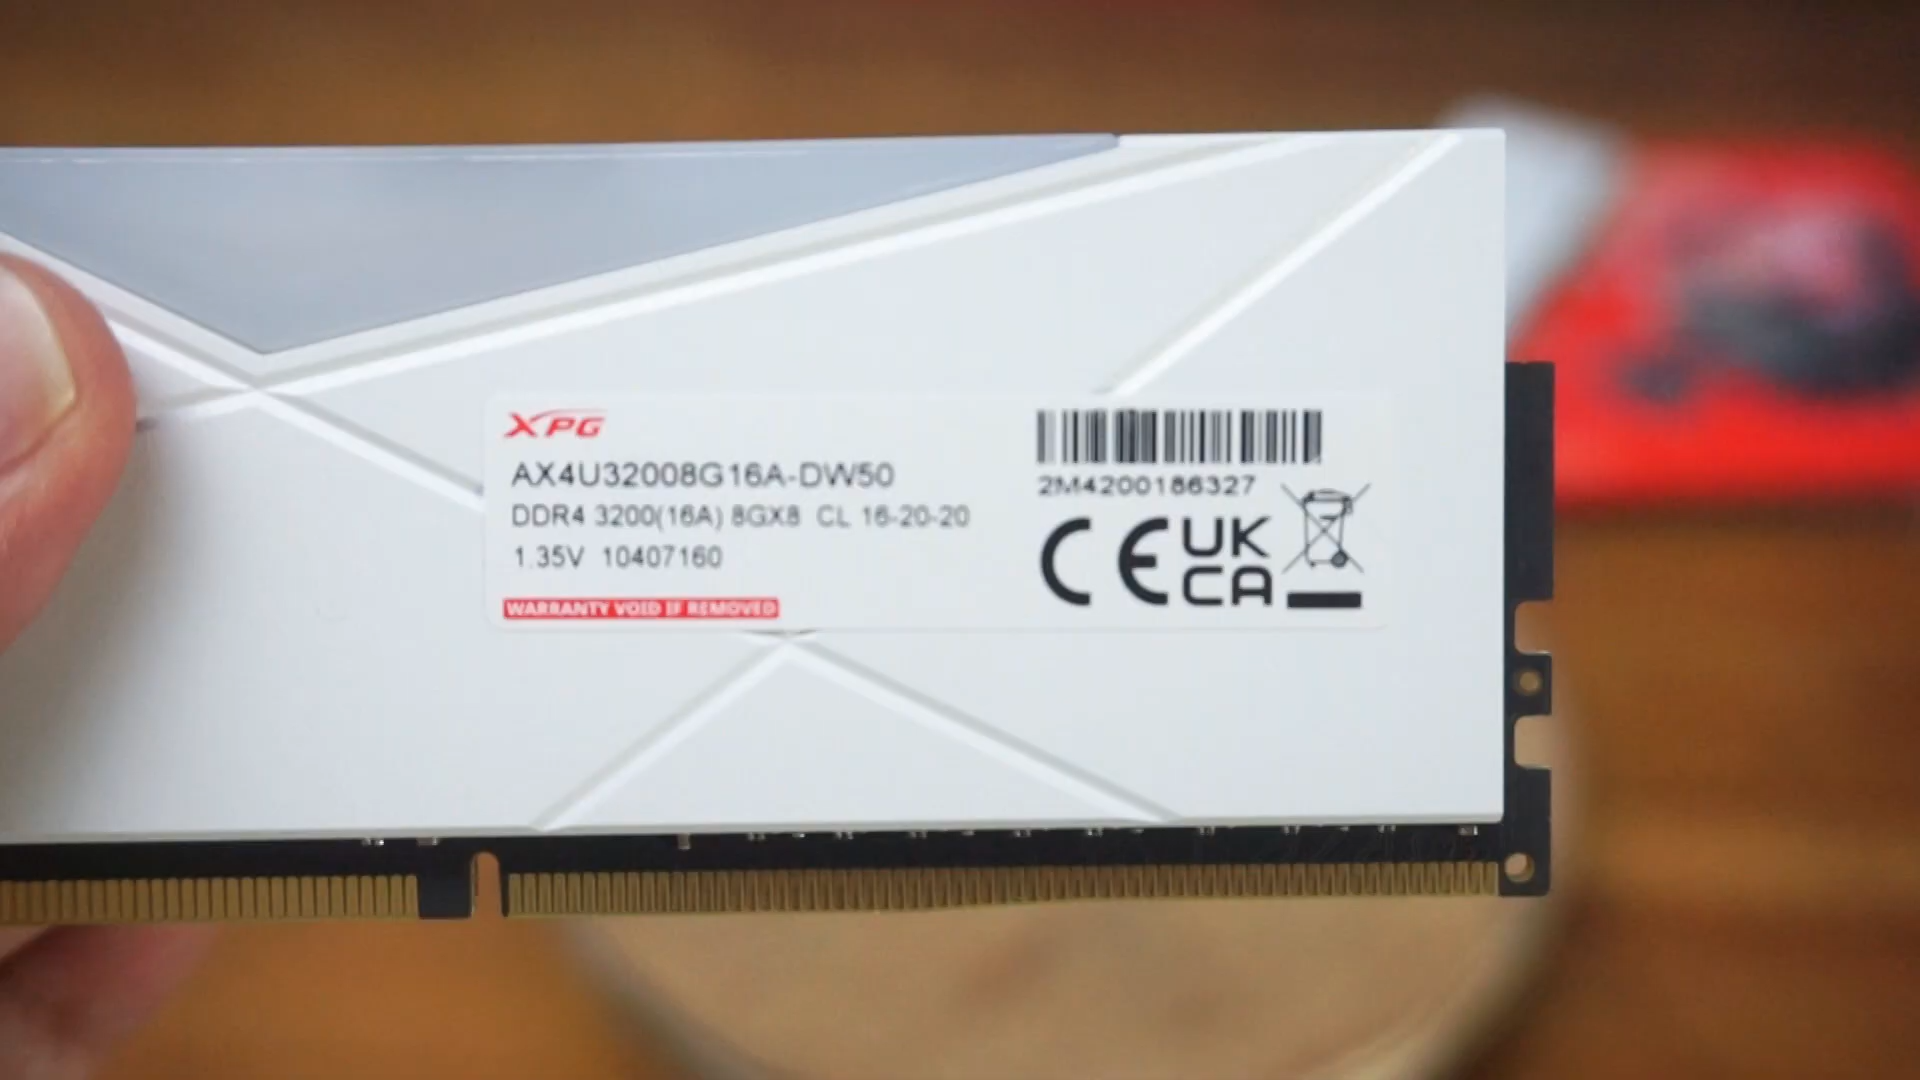 XPG
AX4U32008G16A-DW50
DDR4 3200(16A) 8GX8 CL 16-20-20
1.35V 10407160
WARRANTY VOID IF REMOVED
2M4200186327
CE
UK
CA